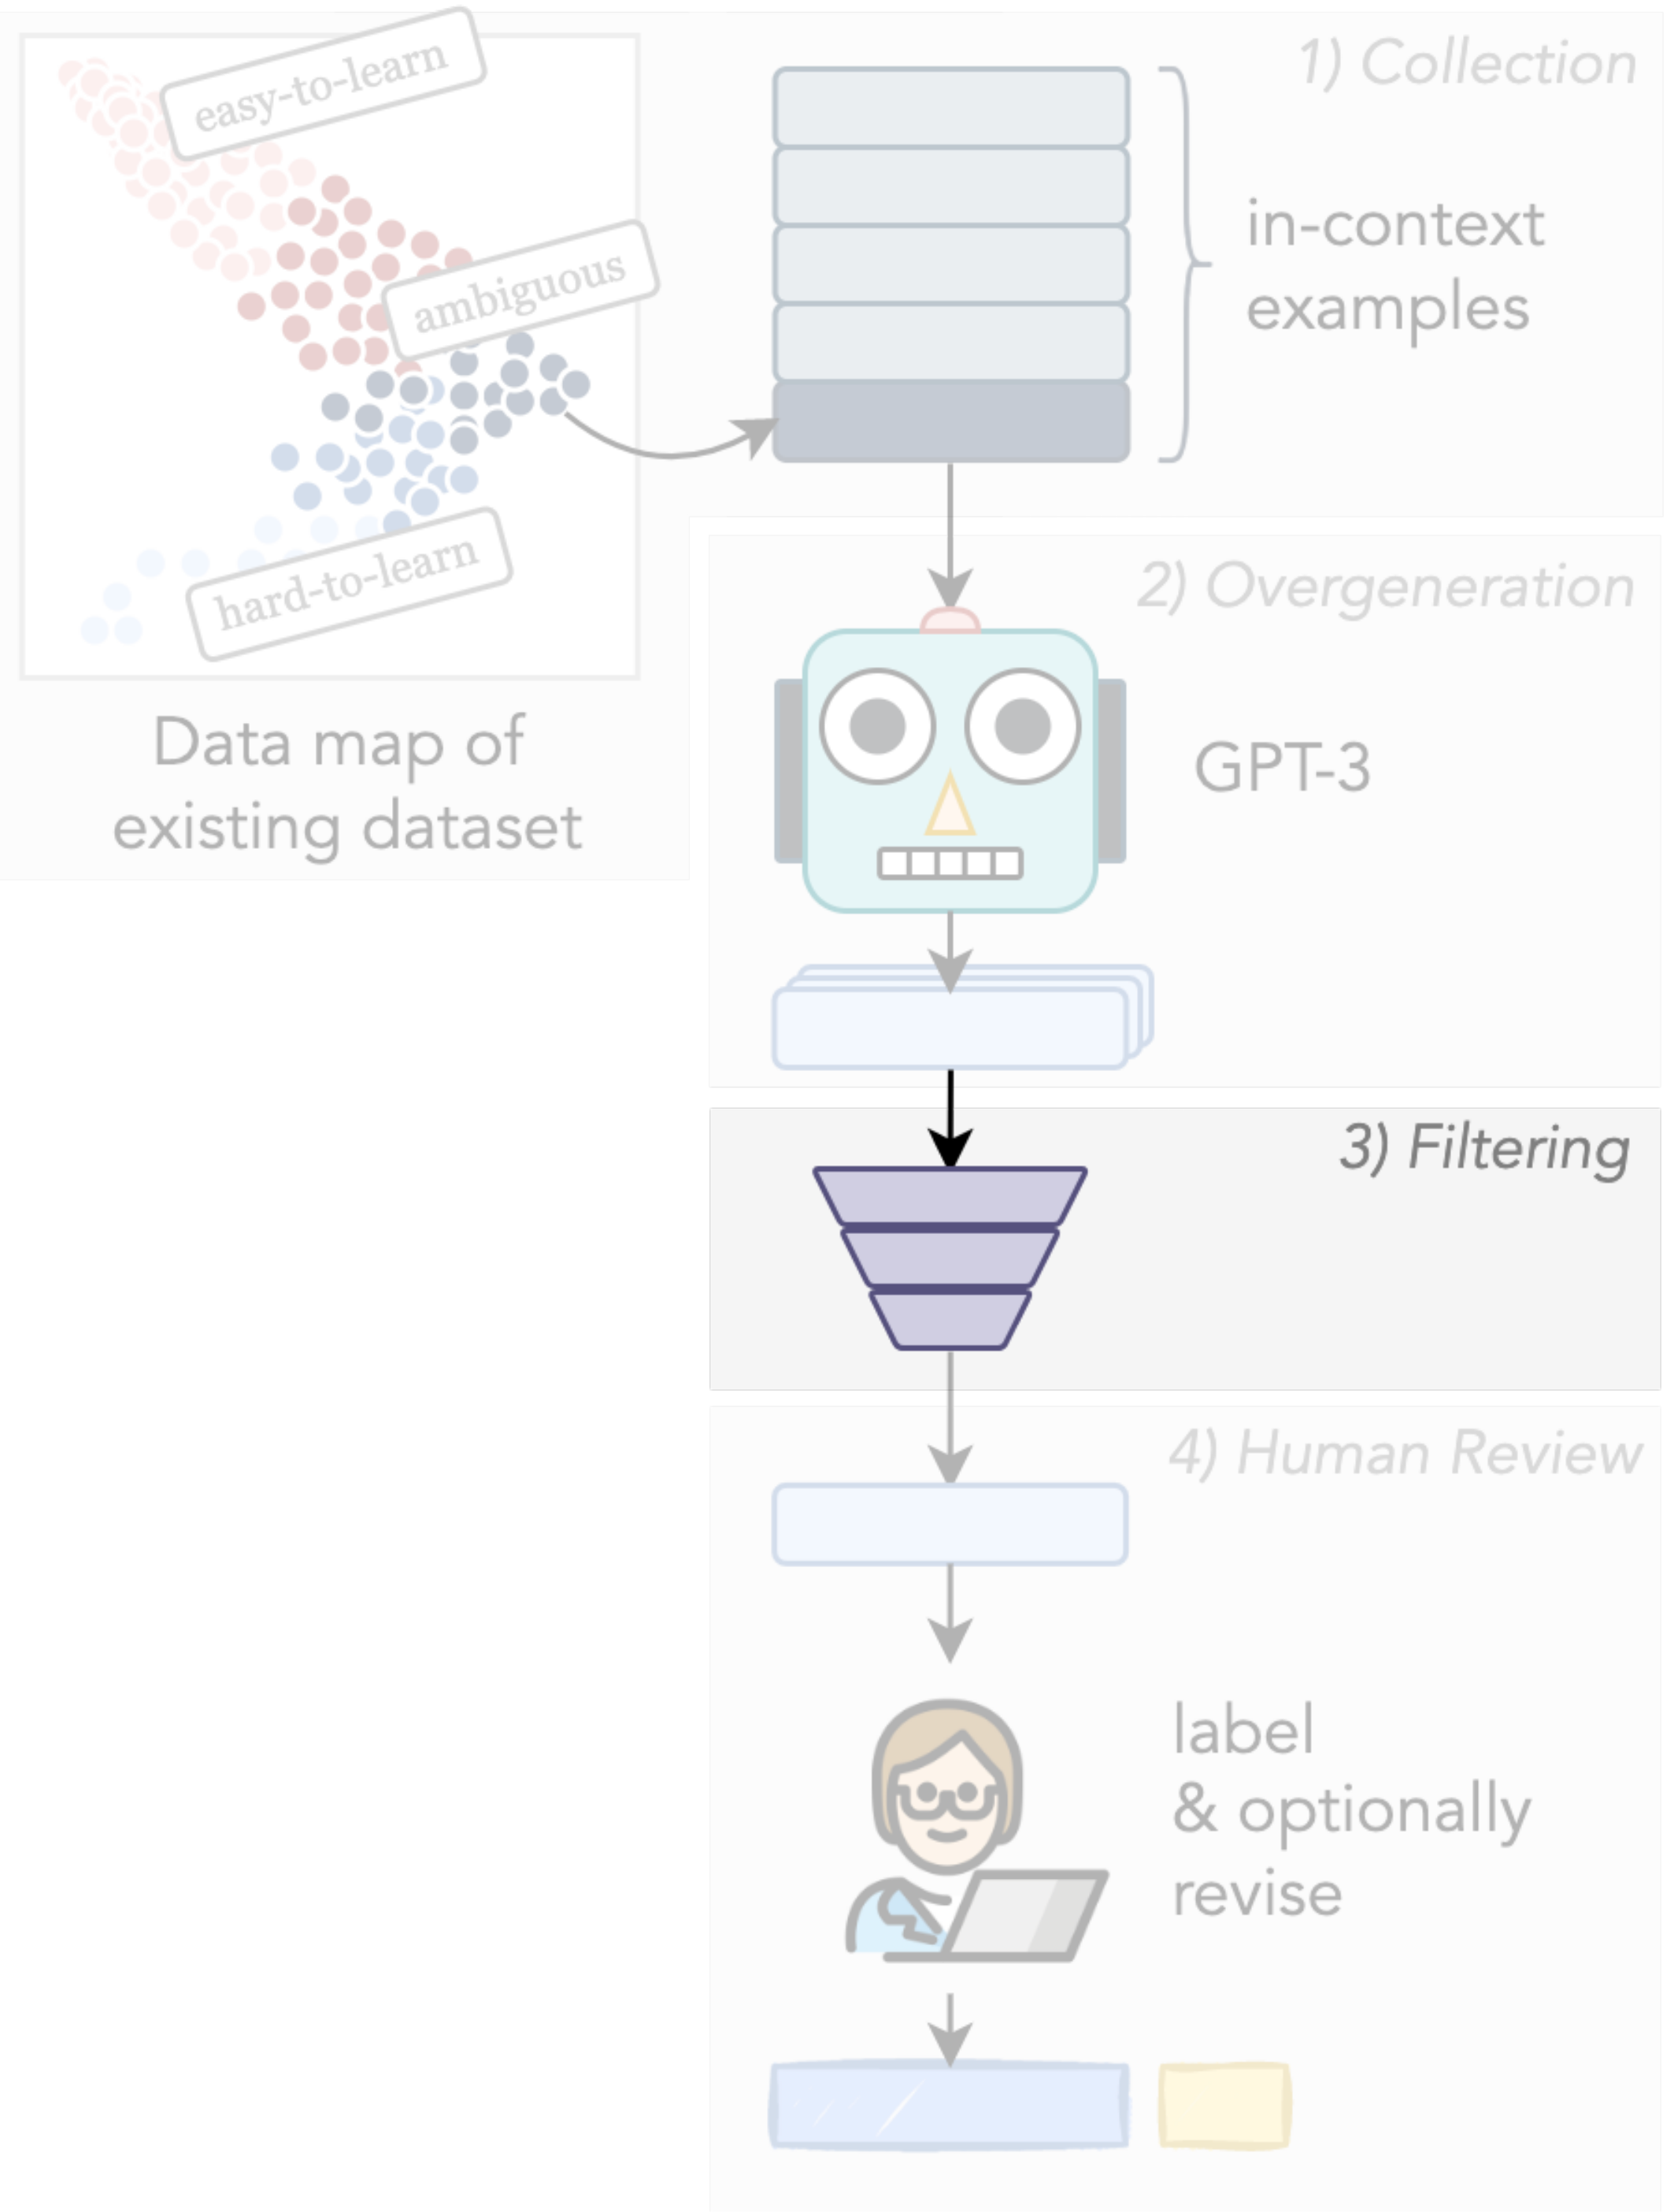 easy-to-learn
ambiguous
hard-to-learn
Data map of
existing dataset
1) Collection
in-context
examples
2) Overgeneration
GPT-3
3) Filtering
4) Human Review
label
& optionally
revise